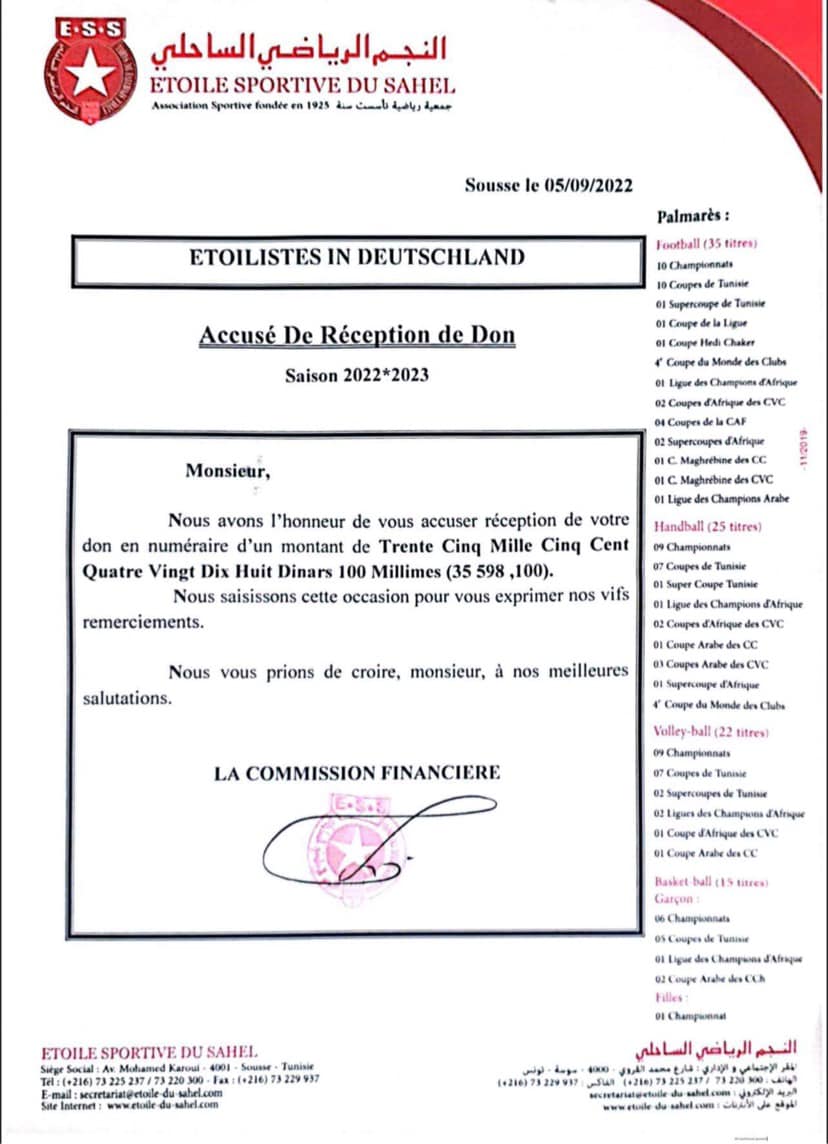 E•S•S
النجم الرياضي الساحلي
ETOILE SPORTIVE DU SAHEL
Association Sportive fondée en 1925 جمعية رياضية تأسست سنة
Sousse le 05/09/2022
ETOILISTES IN DEUTSCHLAND
Accusé De Réception de Don
Saison 2022*2023
Monsieur,
Nous avons l'honneur de vous accuser réception de votre
don en numéraire d'un montant de Trente Cinq Mille Cinq Cent
Quatre Vingt Dix Huit Dinars 100 Millimes (35 598 ,100).
Nous saisissons cette occasion pour vous exprimer nos vifs
remerciements.
Nous vous prions de croire, monsieur, à nos meilleures
salutations.
LA COMMISSION FINANCIERE
E•S•S
Palmarès :
Football (35 titres)
10 Championnats
10 Coupes de Tunisie
01 Supercoupe de Tunisie
01 Coupe de la Ligue
01 Coupe Hedi Chaker
4e Coupe du Monde des Clubs
01 Ligue des Champions d'Afrique
02 Coupes d'Afrique des CVC
04 Coupes de la CAF
02 Supercoupes d'Afrique
01 C. Maghrébine des CC
01 C. Maghrébine des CVC
01 Ligue des Champions Arabe
Handball (25 titres)
09 Championnats
07 Coupes de Tunisie
01 Super Coupe Tunisie
01 Ligue des Champions d'Afrique
02 Coupes d'Afrique des CVC
01 Coupe Arabe des CC
03 Coupes Arabe des CVC
01 Supercoupe d'Afrique
4e Coupe du Monde des Clubs
Volley-ball (22 titres)
09 Championnats
07 Coupes de Tunisie
02 Supercoupes de Tunisie
02 Ligues des Champions d'Afrique
01 Coupe d'Afrique des CVC
01 Coupe Arabe des CC
Basket-ball (15 titres)
Garçon :
06 Championnats
05 Coupes de Tunisie
01 Ligue des Champions d'Afrique
02 Coupe Arabe des CCh
Filles :
01 Championnat
-11/2019-
ETOILE SPORTIVE DU SAHEL
Siège Social : Av. Mohamed Karoui - 4001 - Sousse - Tunisie
Tél : (+216) 73 225 237 / 73 220 300 - Fax : (+216) 73 229 937
E-mail : secretariat@etoile-du-sahel.com
Site Internet : www.etoile-du-sahel.com
النجم الرياضي الساحلي
المقر الإجتماعي و الإداري : شارع محمد القروي - 4000 - سوسة - تونس
الهاتف : 300 220 73 / 237 225 73 (216+) الفاكس : 937 229 73 (216+)
البريد الإلكتروني : secretariat@etoile-du-sahel.com
الموقع على الأنترنات : www.etoile-du-sahel.com